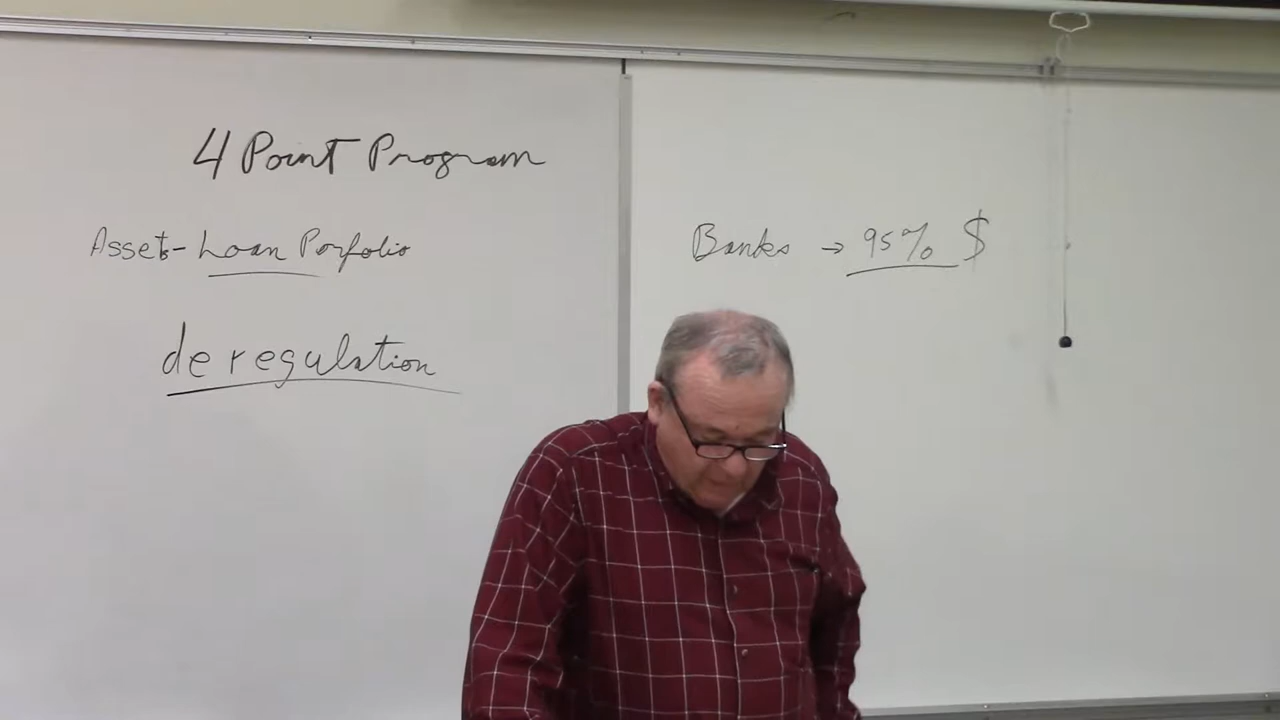 4 Point Program
Assets-Loan Porfolio
deregulation
Banks → 95% $